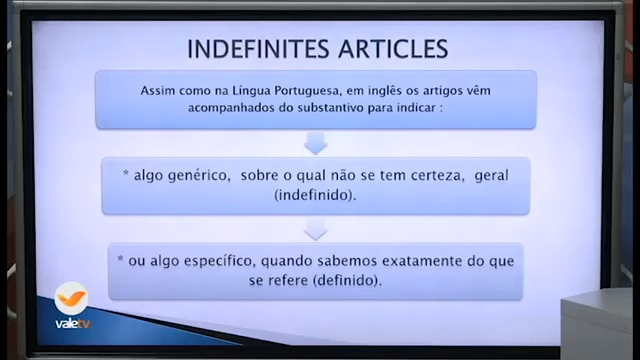 INDEFINITES ARTICLES
Assim como na Língua Portuguesa, em inglês os artigos vêm
acompanhados do substantivo para indicar :
* algo genérico, sobre o qual não se tem certeza, geral
(indefinido).
* ou algo específico, quando sabemos exatamente do que
se refere (definido).
valetv